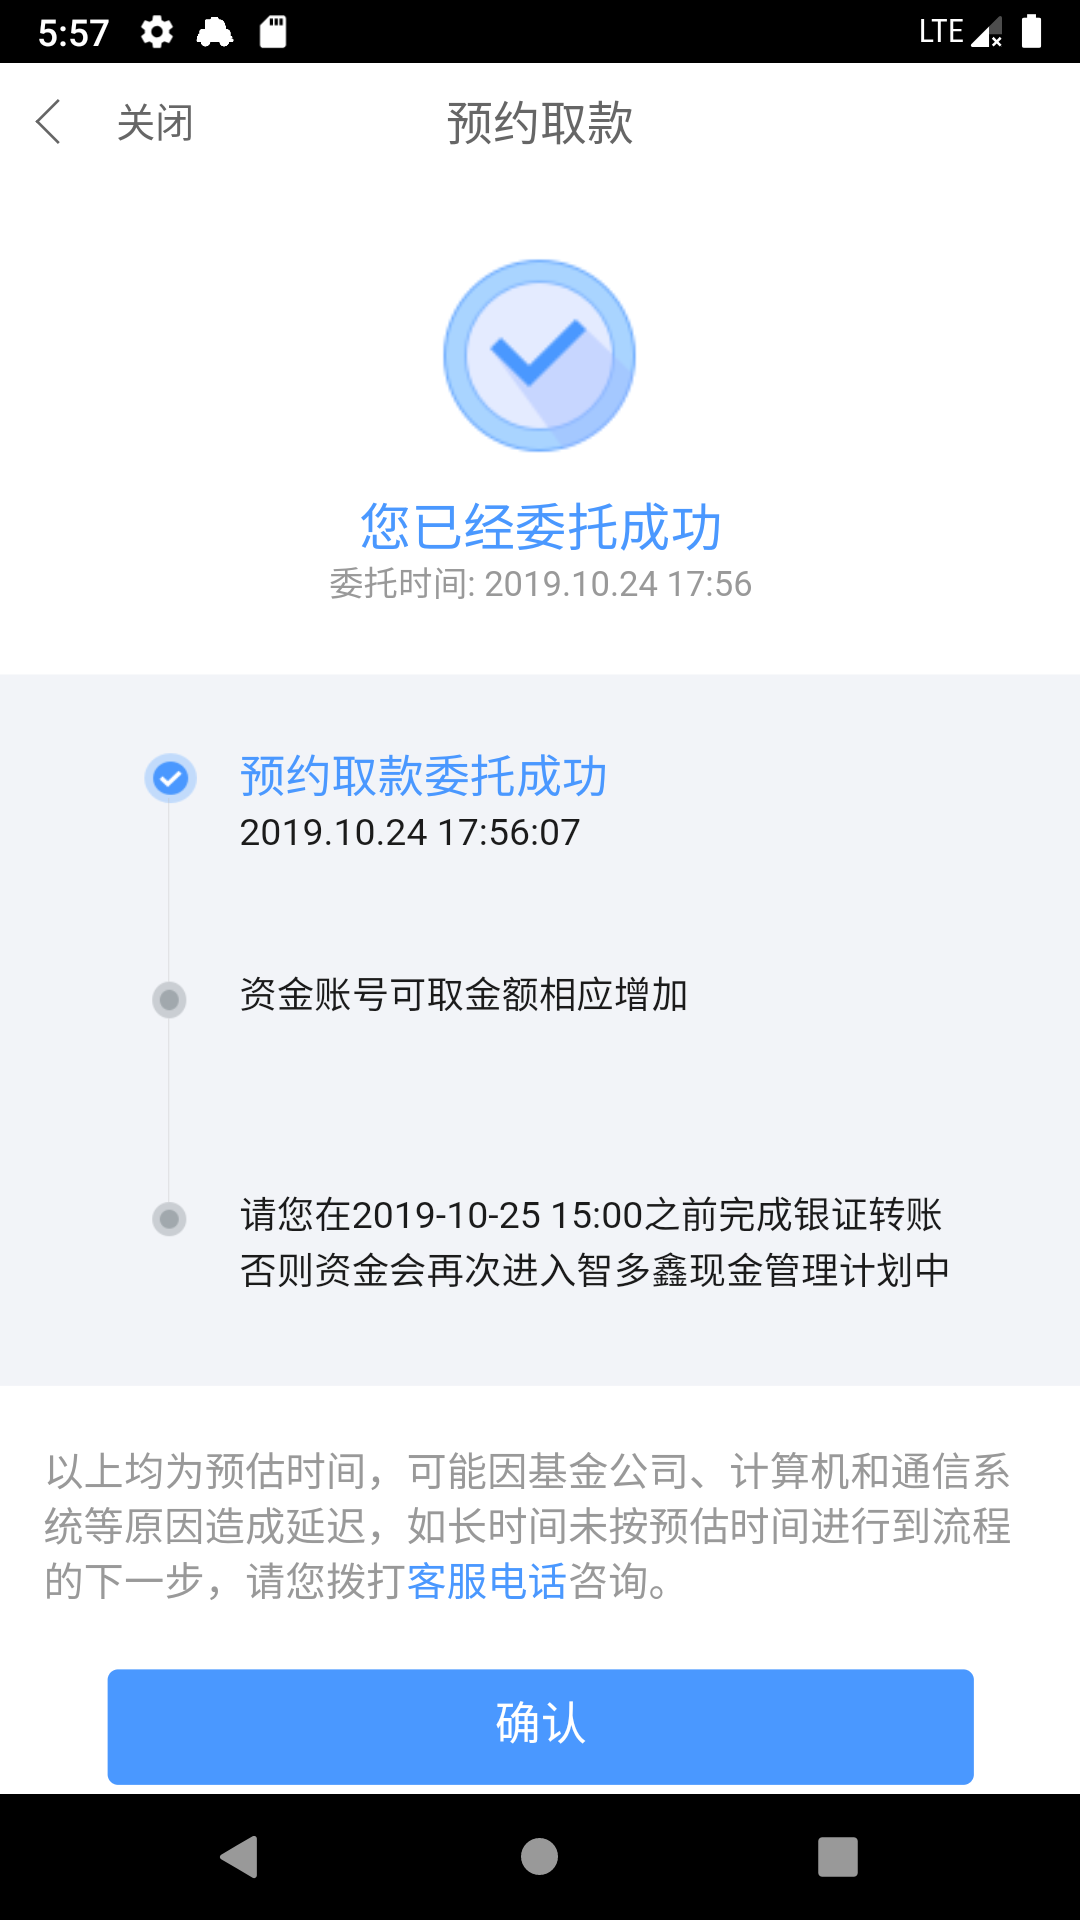 5:57
LTE
关闭
预约取款
您已经委托成功
委托时间: 2019.10.24 17:56
预约取款委托成功
2019.10.24 17:56:07
资金账号可取金额相应增加
请您在2019-10-25 15:00之前完成银证转账
否则资金会再次进入智多鑫现金管理计划中
以上均为预估时间，可能因基金公司、计算机和通信系
统等原因造成延迟，如长时间未按预估时间进行到流程
的下一步，请您拨打客服电话咨询。
确认